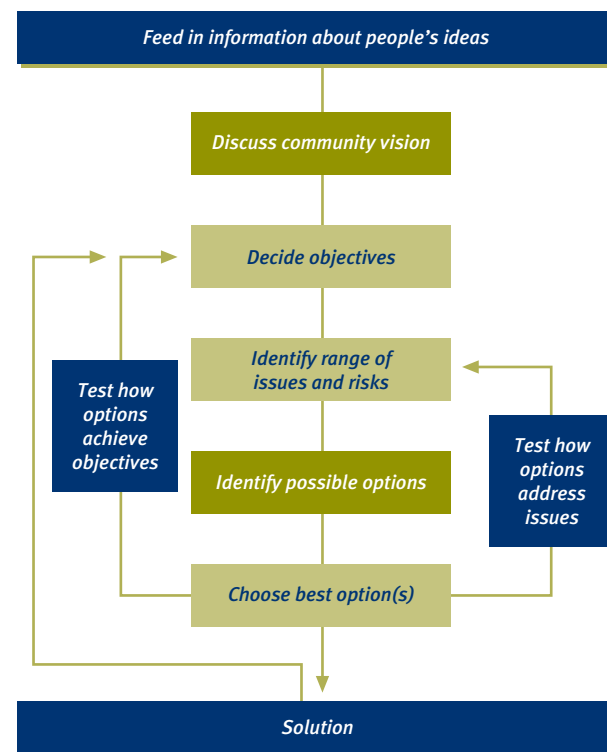 Feed in information about people’s ideas
Discuss community vision
Decide objectives
Identify range of
issues and risks
Test how
options
achieve
objectives
Test how
options
address
issues
Identify possible options
Choose best option(s)
Solution